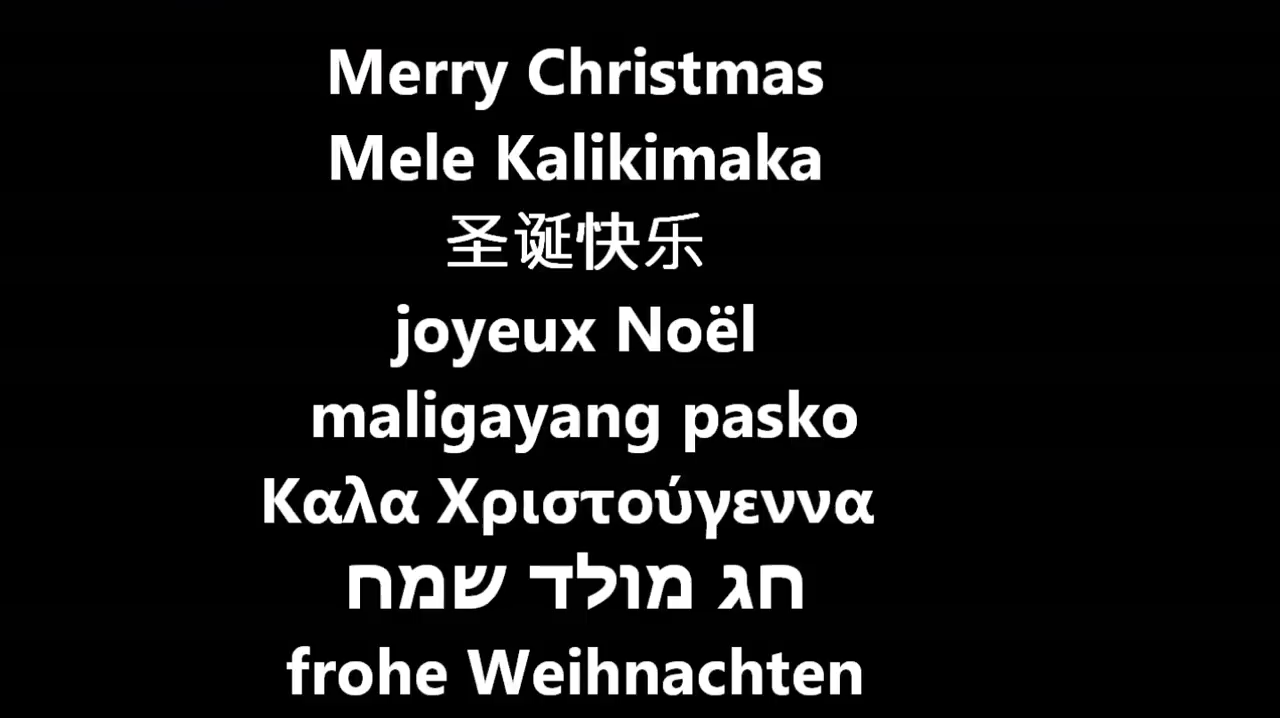 Merry Christmas
Mele Kalikimaka
圣诞快乐
joyeux Noël
maligayang pasko
Καλα Χριστούγεννα
חג מולד שמח
frohe Weihnachten